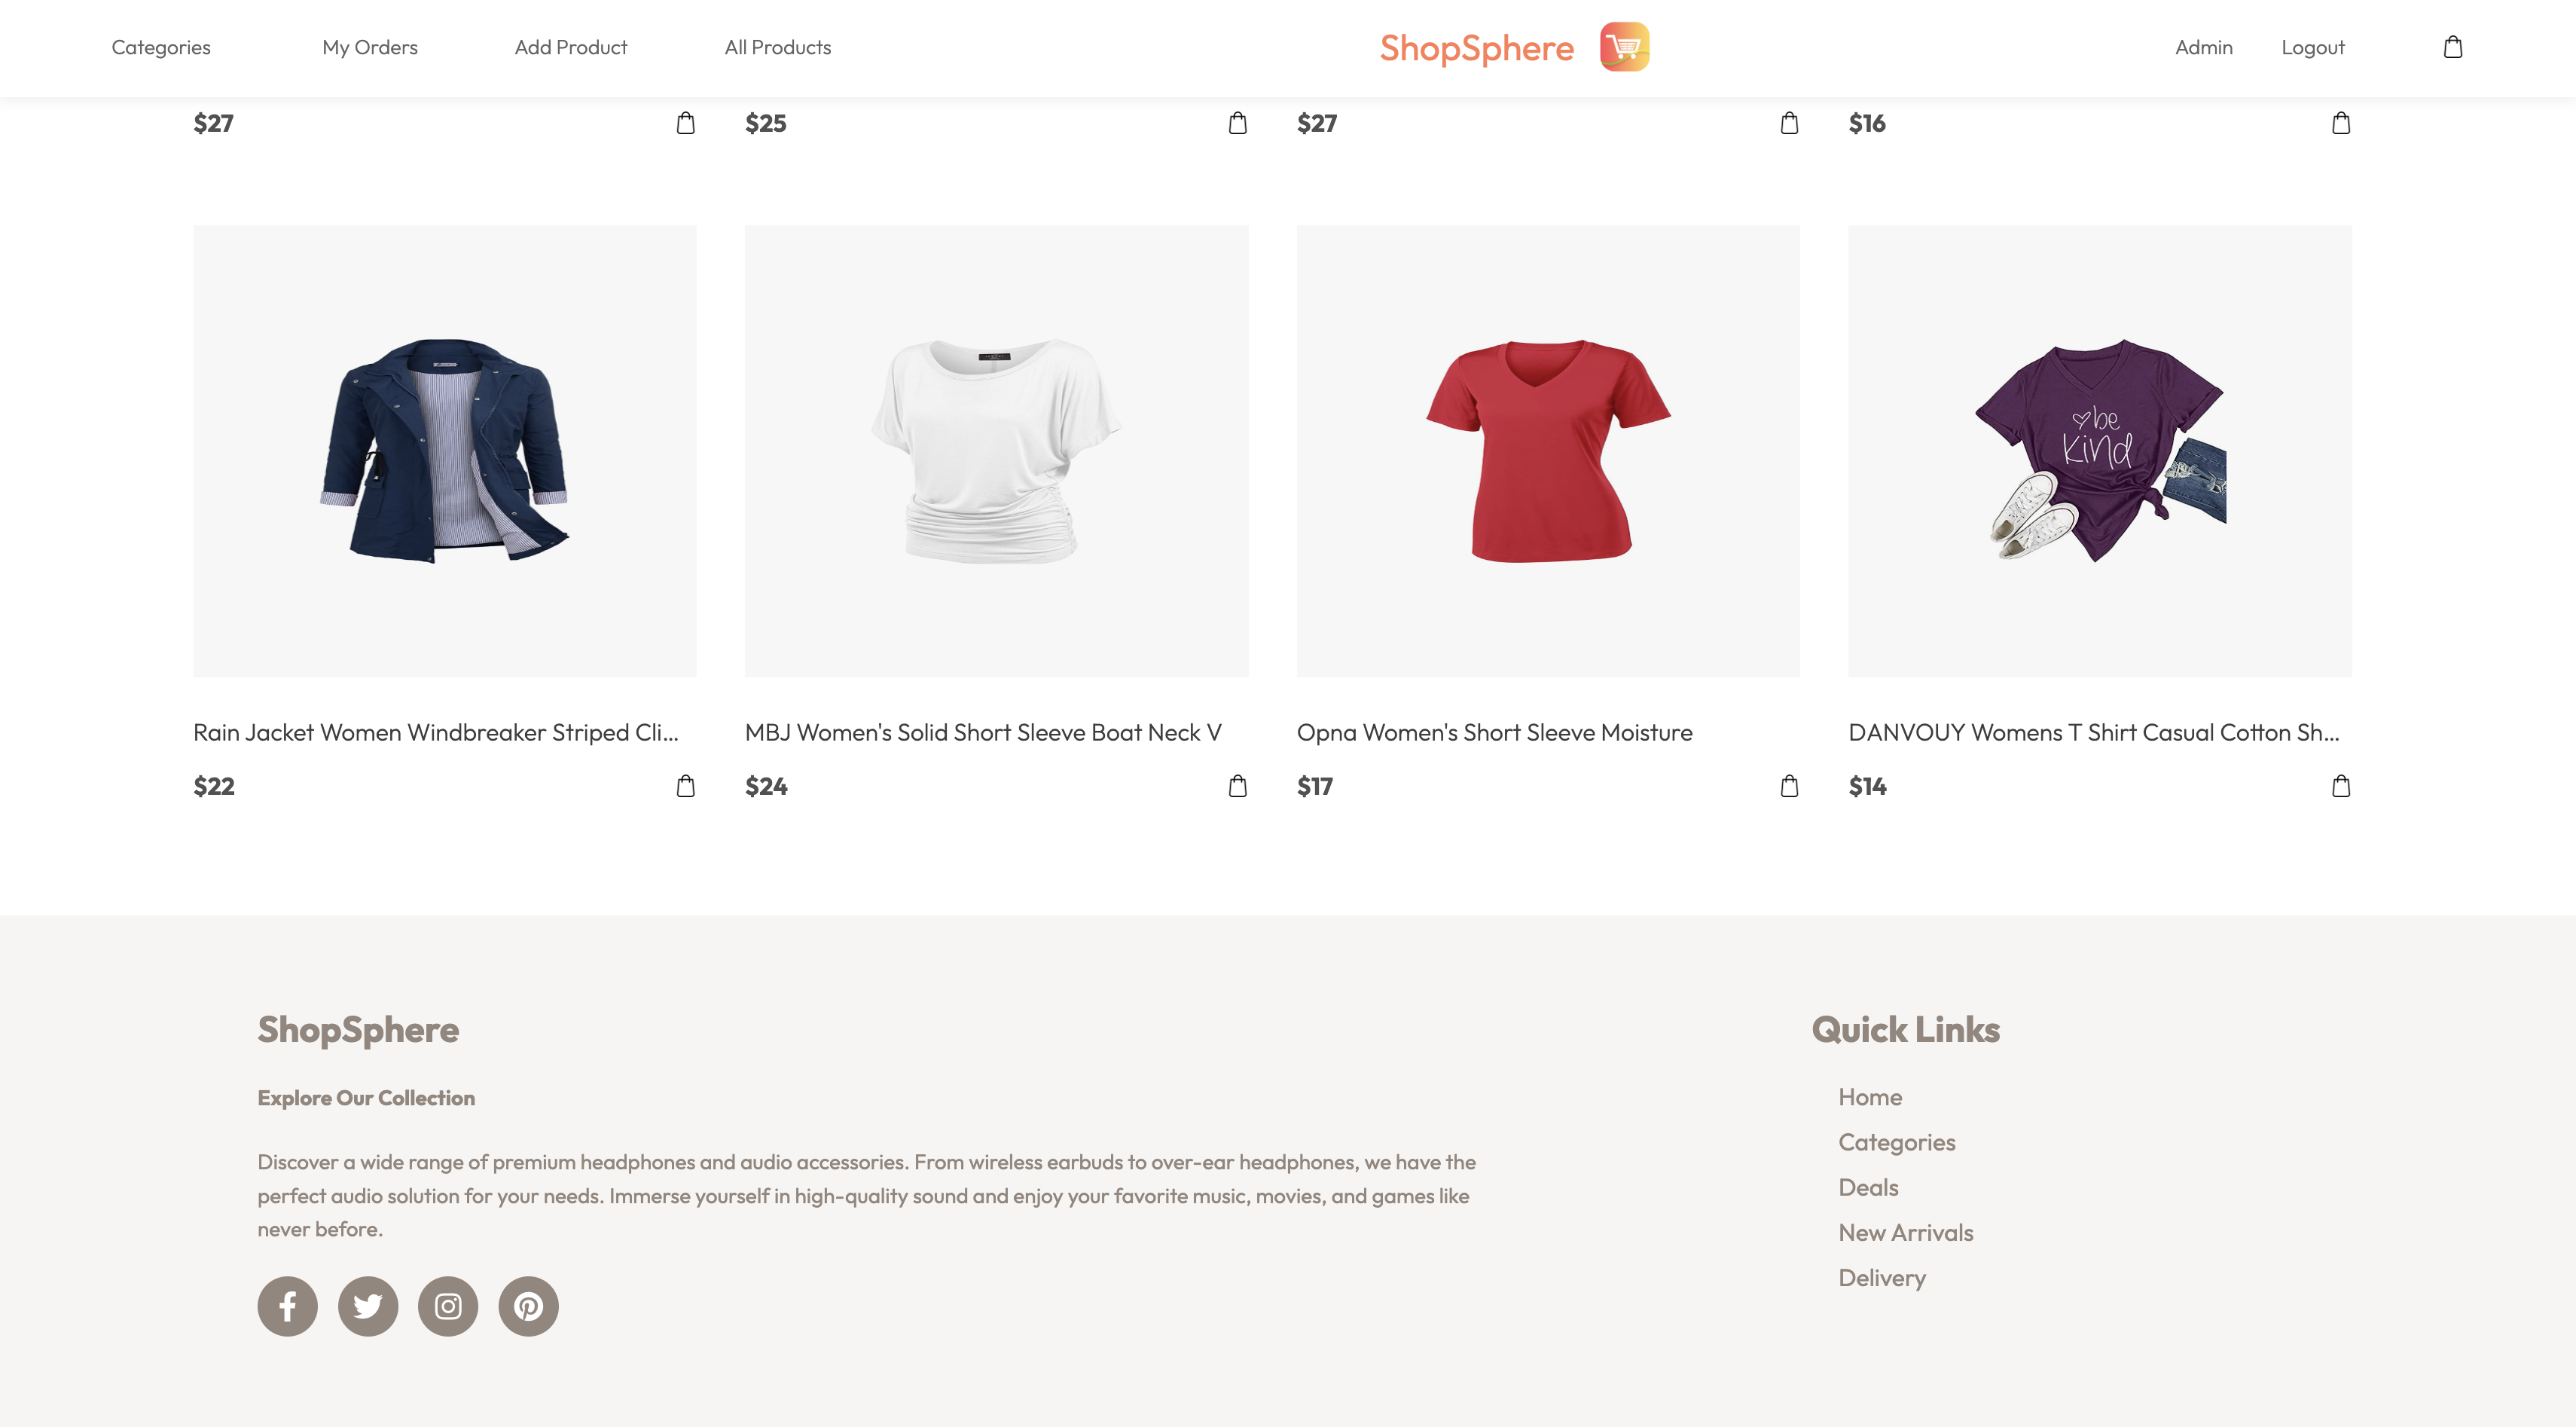 Categories My Orders Add Product All Products ShopSphere Admin Logout
$27 $25 $27 $16
be
kind
Rain Jacket Women Windbreaker Striped Cli... MBJ Women's Solid Short Sleeve Boat Neck V Opna Women's Short Sleeve Moisture DANVOUY Womens T Shirt Casual Cotton Sh...
$22 $24 $17 $14
ShopSphere
Explore Our Collection
Discover a wide range of premium headphones and audio accessories. From wireless earbuds to over-ear headphones, we have the
perfect audio solution for your needs. Immerse yourself in high-quality sound and enjoy your favorite music, movies, and games like
never before.
Quick Links
Home
Categories
Deals
New Arrivals
Delivery